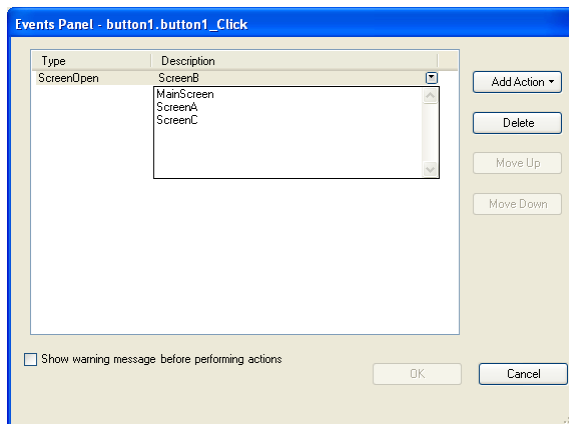 Events Panel - button1.button1_Click
Type Description
ScreenOpen ScreenB
MainScreen
ScreenA
ScreenC
Add Action
Delete
Move Up
Move Down
Show warning message before performing actions
OK Cancel